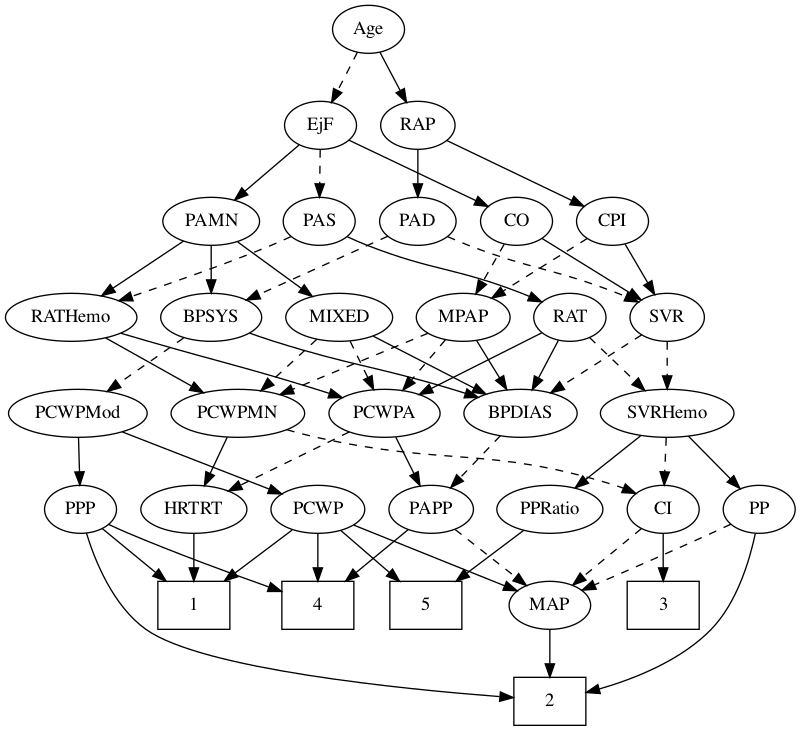 Age
EjF RAP
PAMN PAS PAD CO CPI
RATHemo BPSYS MIXED MPAP RAT SVR
PCWPMod PCWPMN PCWPA BPDIAS SVRHemo
PPP HRTRT PCWP PAPP PPRatio CI PP
1 4 5 MAP 3
2